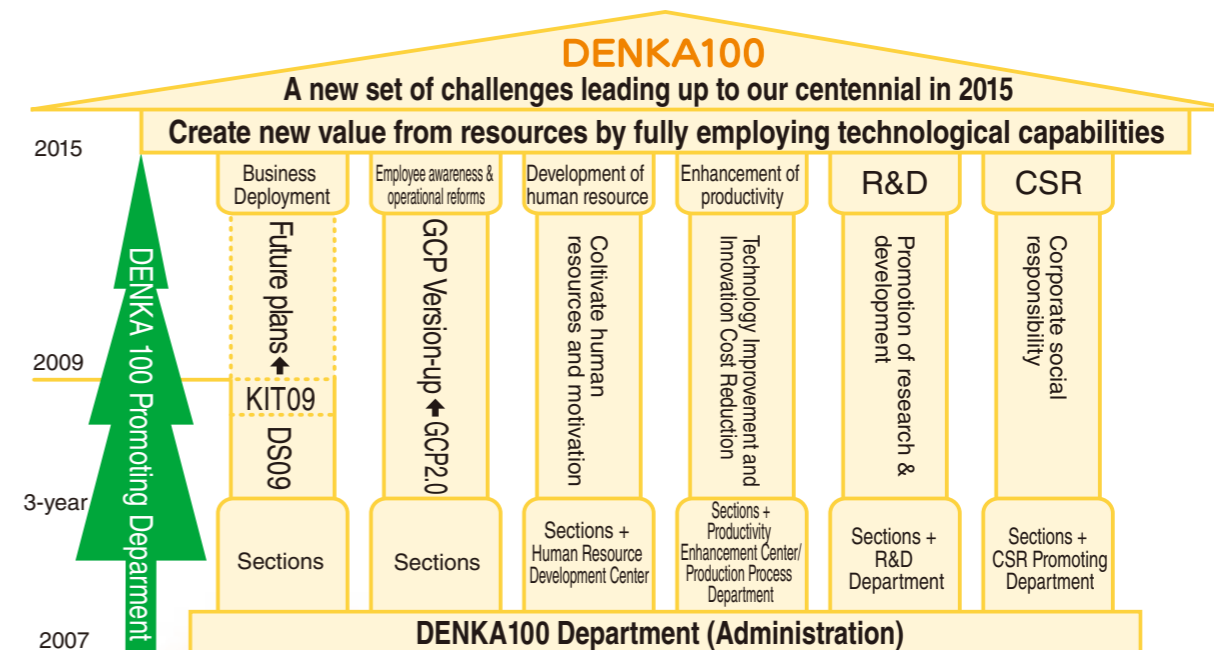 DENKA100
A new set of challenges leading up to our centennial in 2015
Create new value from resources by fully employing technological capabilities
2015
2009
3-year
2007
DENKA 100 Promoting Deparment
Business
Deployment
Future plans
KIT09
DS09
Sections
Employee awareness &
operational reforms
GCP Version-up
GCP2.0
Sections
Development of
human resource
Coltivate human
resources and motivation
Sections +
Human Resource
Development Center
Enhancement of
productivity
Technology Improvement and
Innovation Cost Reduction
Sections +
Productivity
Enhancement Center/
Production Process
Department
R&D
Promotion of research &
development
Sections +
R&D
Department
CSR
Corporate social
responsibility
Sections +
CSR Promoting
Department
DENKA100 Department (Administration)